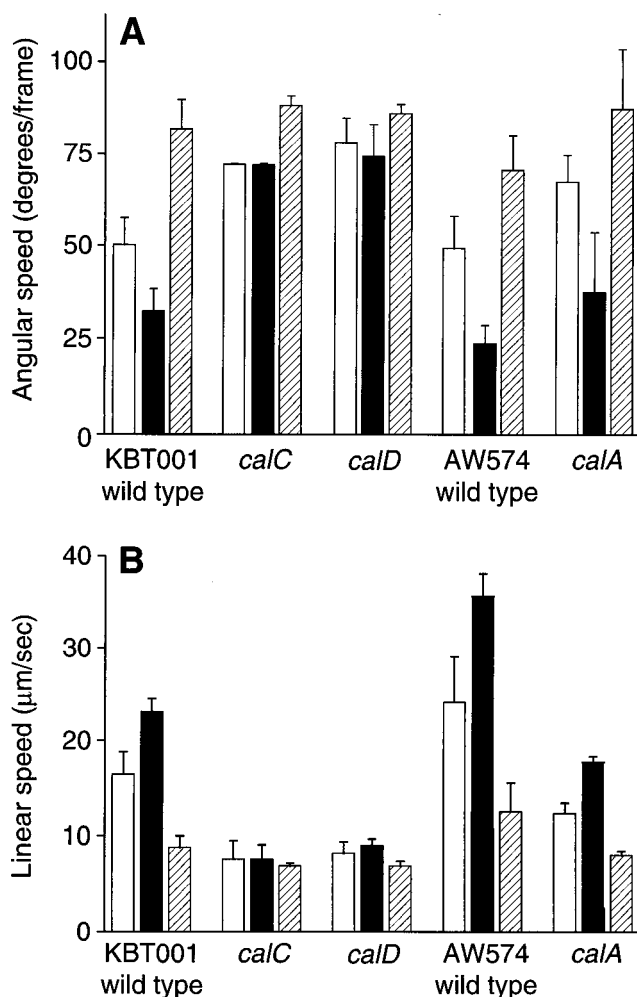 A
Angular speed (degrees/frame)
100
75
50
25
0
KBT001 calC calD AW574 calA
wild type wild type
B
Linear speed (μm/sec)
40
30
20
10
0
KBT001 calC calD AW574 calA
wild type wild type